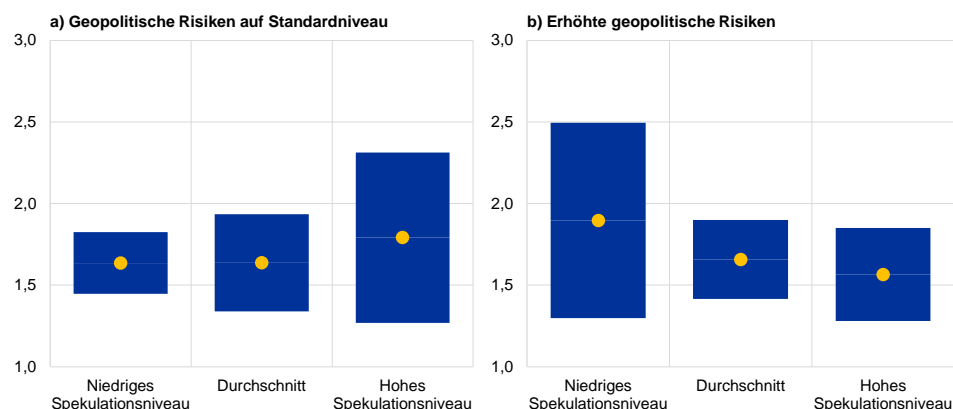 a) Geopolitische Risiken auf Standardniveau
3,0
2,5
2,0
1,5
1,0
Niedriges
Spekulationsniveau
Durchschnitt
Hohes
Spekulationsniveau
b) Erhöhte geopolitische Risiken
3,0
2,5
2,0
1,5
1,0
Niedriges
Spekulationsniveau
Durchschnitt
Hohes
Spekulationsniveau